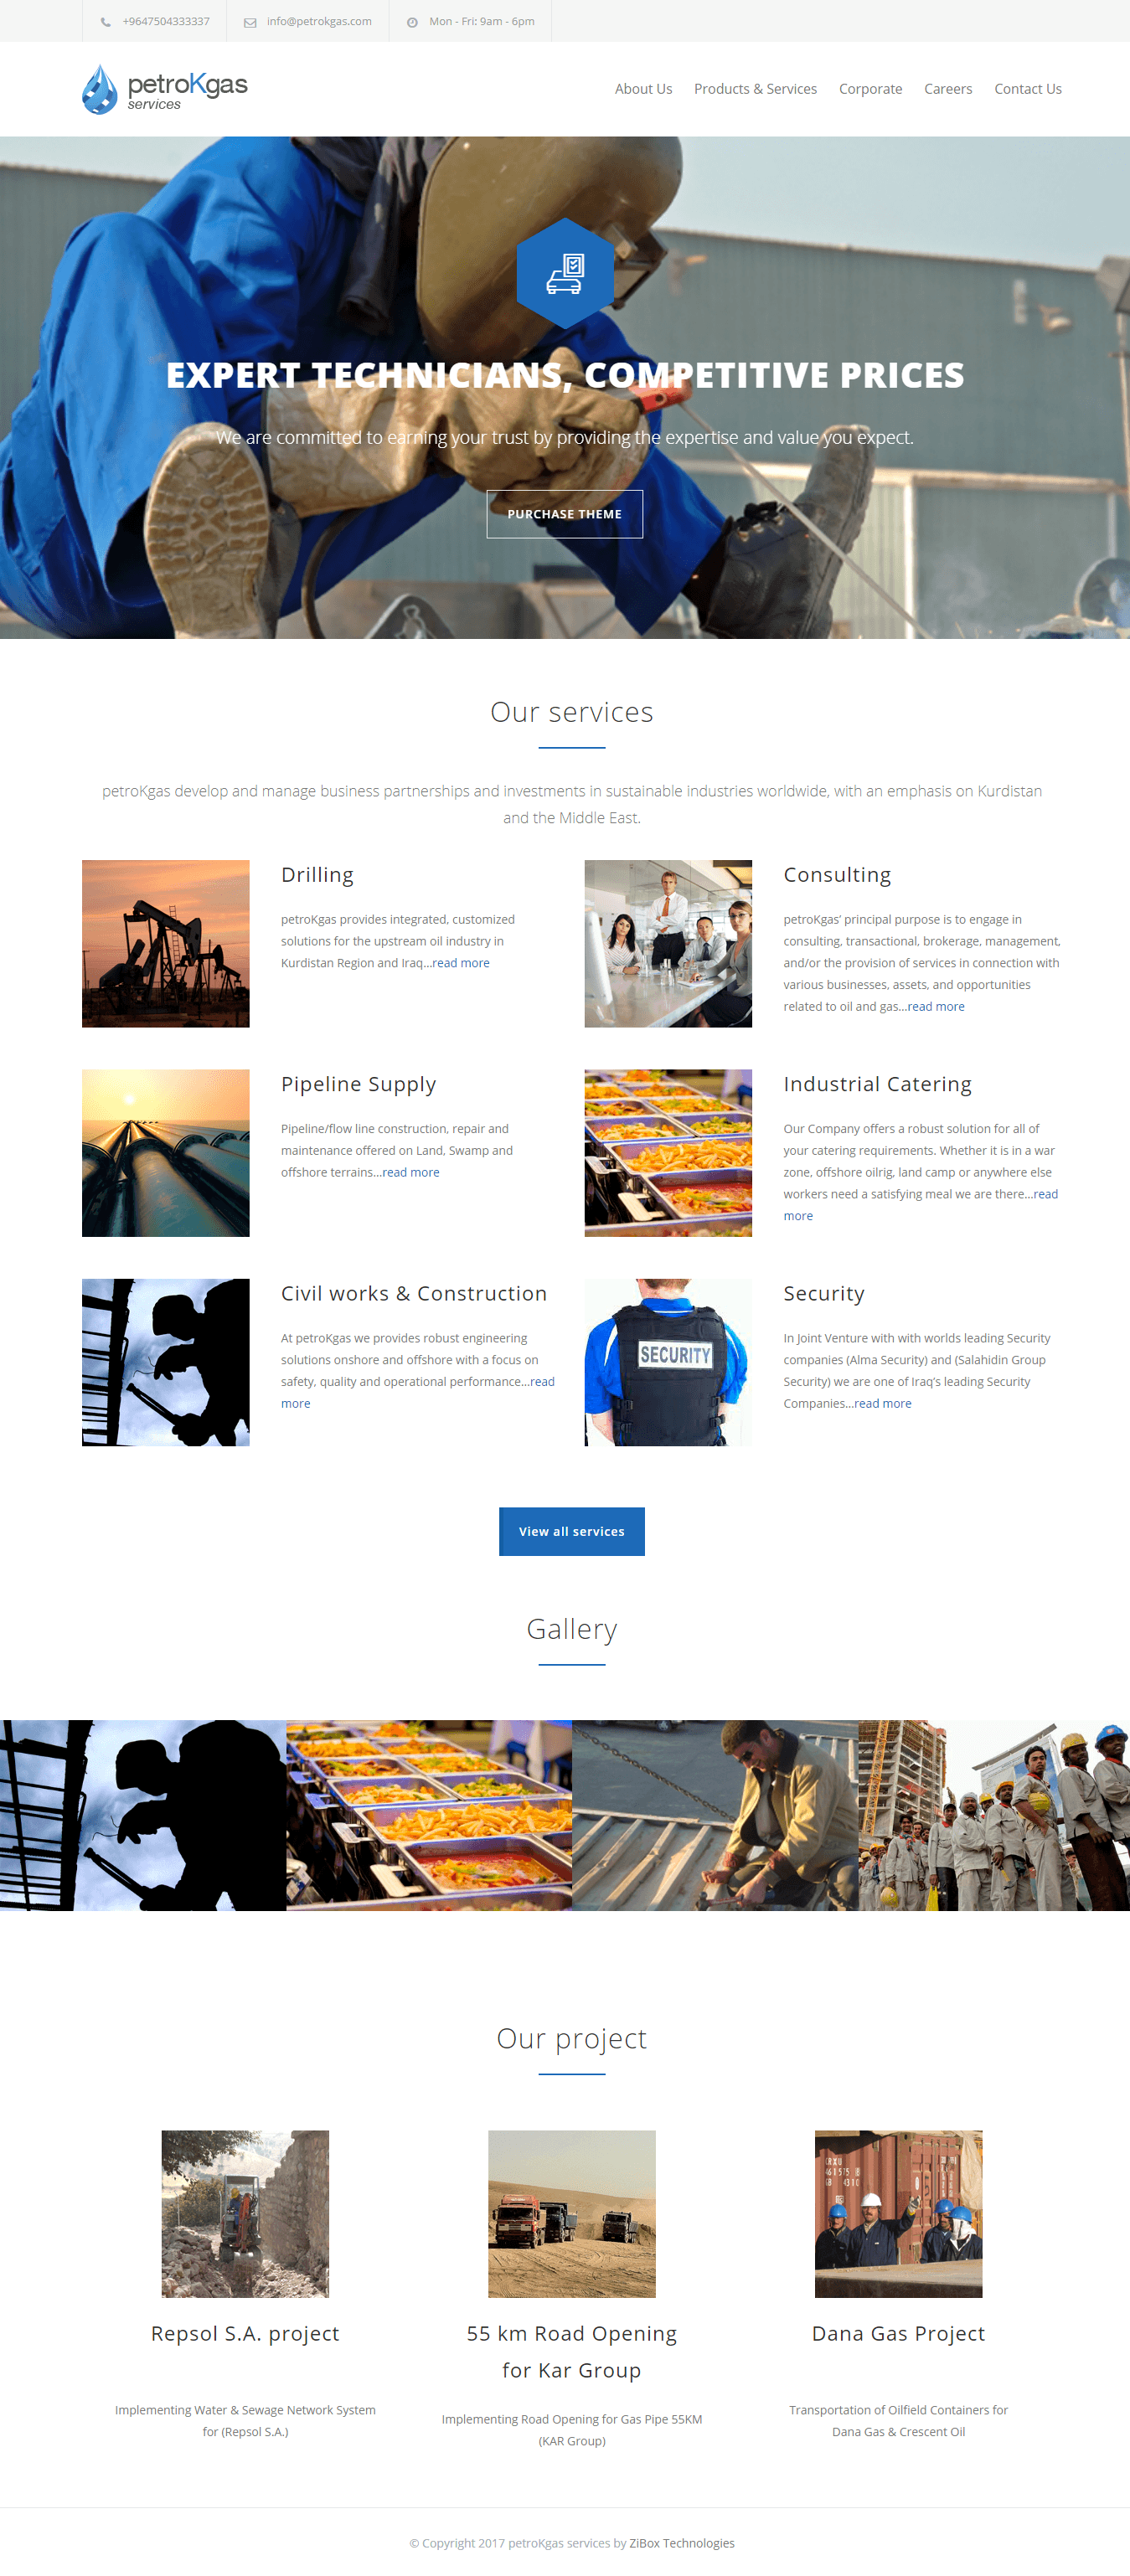 +9647504333337
info@petrokgas.com
Mon - Fri: 9am - 6pm
petroKgas
services
About Us
Products & Services
Corporate
Careers
Contact Us
EXPERT TECHNICIANS, COMPETITIVE PRICES
We are committed to earning your trust by providing the expertise and value you expect.
PURCHASE THEME
Our services
petroKgas develop and manage business partnerships and investments in sustainable industries worldwide, with an emphasis on Kurdistan
and the Middle East.
Drilling
petroKgas provides integrated, customized
solutions for the upstream oil industry in
Kurdistan Region and Iraq...read more
Consulting
petroKgas' principal purpose is to engage in
consulting, transactional, brokerage, management,
and/or the provision of services in connection with
various businesses, assets, and opportunities
related to oil and gas...read more
Pipeline Supply
Pipeline/flow line construction, repair and
maintenance offered on Land, Swamp and
offshore terrains...read more
Industrial Catering
Our Company offers a robust solution for all of
your catering requirements. Whether it is in a war
zone, offshore oilrig, land camp or anywhere else
workers need a satisfying meal we are there...read
more
Civil works & Construction
At petroKgas we provides robust engineering
solutions onshore and offshore with a focus on
safety, quality and operational performance...read
more
SECURITY
Security
In Joint Venture with with worlds leading Security
companies (Alma Security) and (Salahidin Group
Security) we are one of Iraq's leading Security
Companies...read more
View all services
Gallery
Our project
Repsol S.A. project
Implementing Water & Sewage Network System
for (Repsol S.A.)
55 km Road Opening
for Kar Group
Implementing Road Opening for Gas Pipe 55KM
(KAR Group)
Dana Gas Project
Transportation of Oilfield Containers for
Dana Gas & Crescent Oil
© Copyright 2017 petroKgas services by ZiBox Technologies